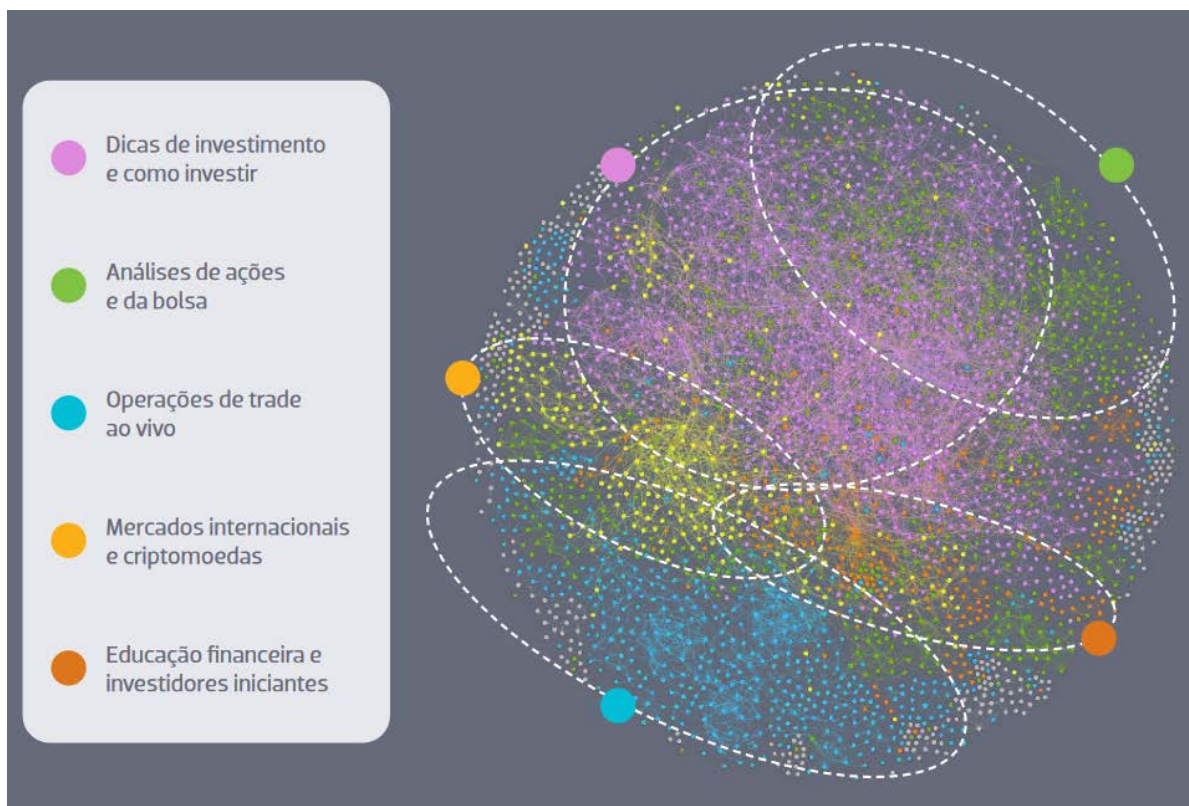 Dicas de investimento
e como investir
Análises de ações
e da bolsa
Operações de trade
ao vivo
Mercados internacionais
e criptomoedas
Educação financeira e
investidores iniciantes